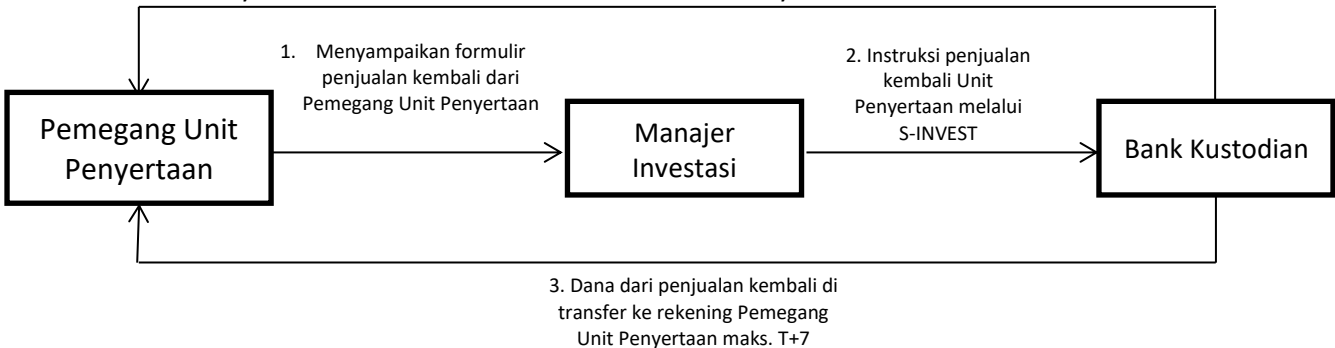 1. Menyampaikan formulir
penjualan kembali dari
Pemegang Unit Penyertaan
2. Instruksi penjualan
kembali Unit
Penyertaan melalui
S-INVEST
Pemegang Unit
Penyertaan
Manajer
Investasi
Bank Kustodian
3. Dana dari penjualan kembali di
transfer ke rekening Pemegang
Unit Penyertaan maks. T+7